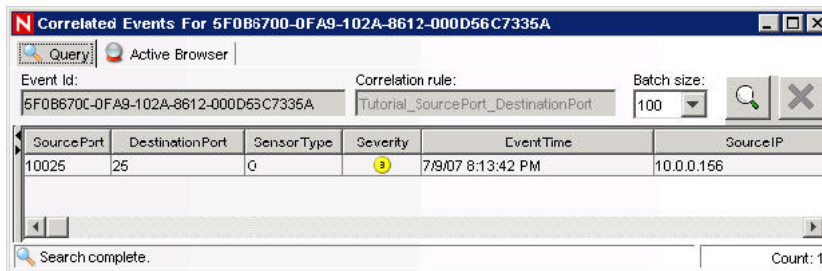 N Correlated Events For 5F0B6700-0FA9-102A-8612-000D56C7335A
Query Active Browser
Event Id: Correlation rule: Batch size:
5F0B670C-0FA9-102A-8612-000D53C7335A Tutorial_SourcePort_DestinationPort 100
SourcePort DestinationPort SensorType Severity EventTime SourceIP
10025 25 C 3 7/9/07 8:13:42 PM 10.0.0.156
Search complete. Count: 1